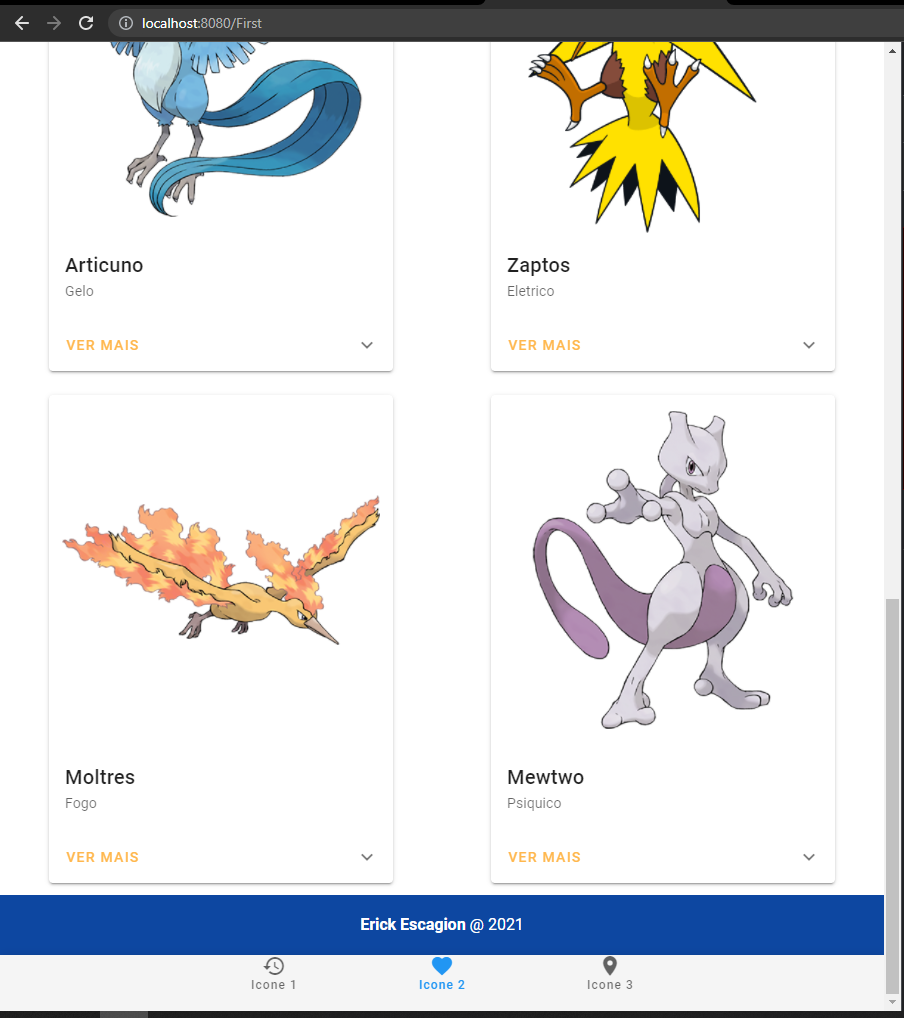 localhost:8080/First
Articuno
Gelo
VER MAIS
Zaptos
Eletrico
VER MAIS
Moltres
Fogo
VER MAIS
Mewtwo
Psiquico
VER MAIS
Erick Escagion @ 2021
Icone 1
Icone 2
Icone 3